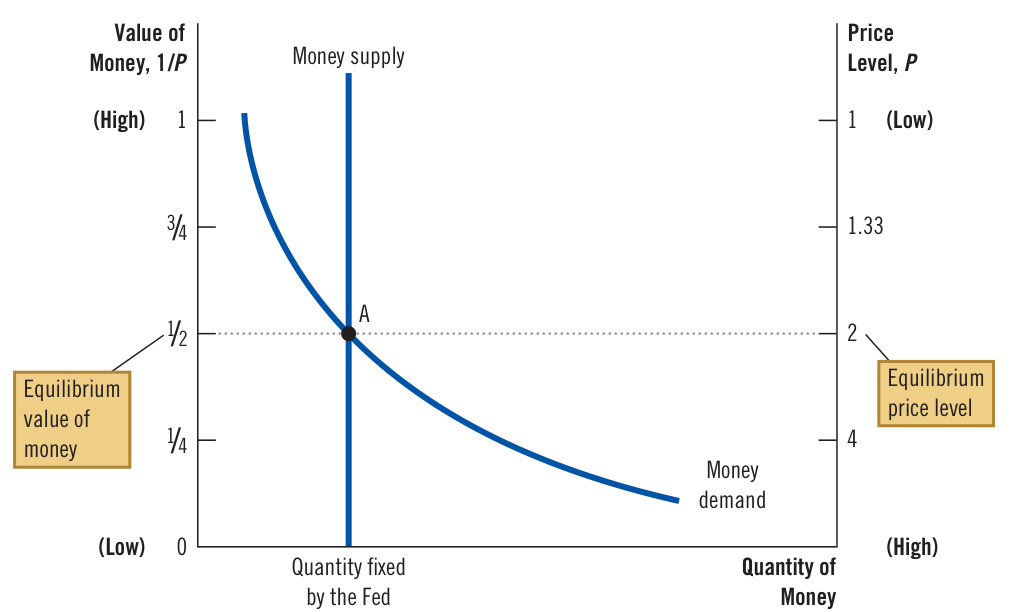 Value of
Money, 1/P
Price
Level, P
Money supply
(High)
1
1
(Low)
3/4
1.33
A
1/2
2
Equilibrium
value of
money
Equilibrium
price level
1/4
4
Money
demand
(Low)
0
(High)
Quantity fixed
by the Fed
Quantity of
Money